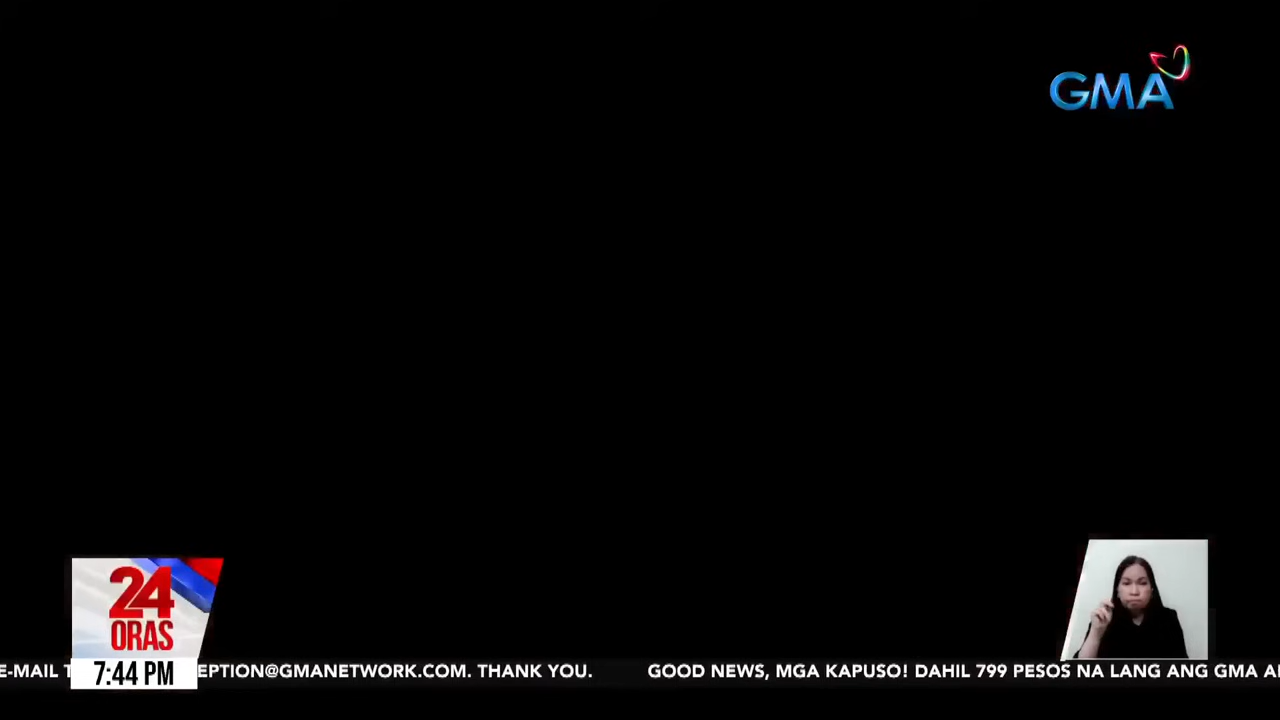 GMA
24
ORAS
7:44 PM
E-MAIL T EPTION@GMANETWORK.COM. THANK YOU. GOOD NEWS, MGA KAPUSO! DAHIL 799 PESOS NA LANG ANG GMA